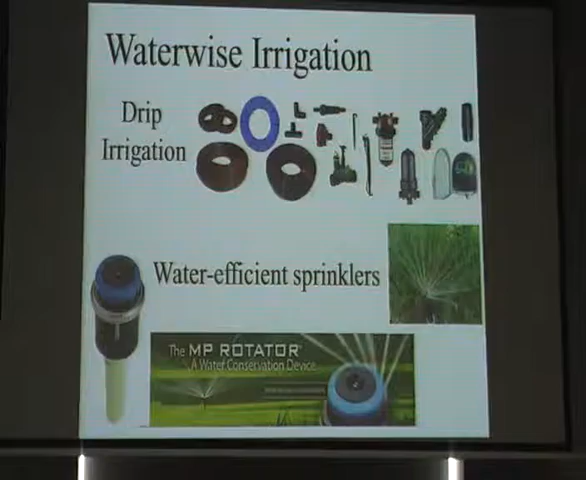 Waterwise Irrigation
Drip
Irrigation
Water-efficient sprinklers
The MP ROTATOR
A Water Conservation Device